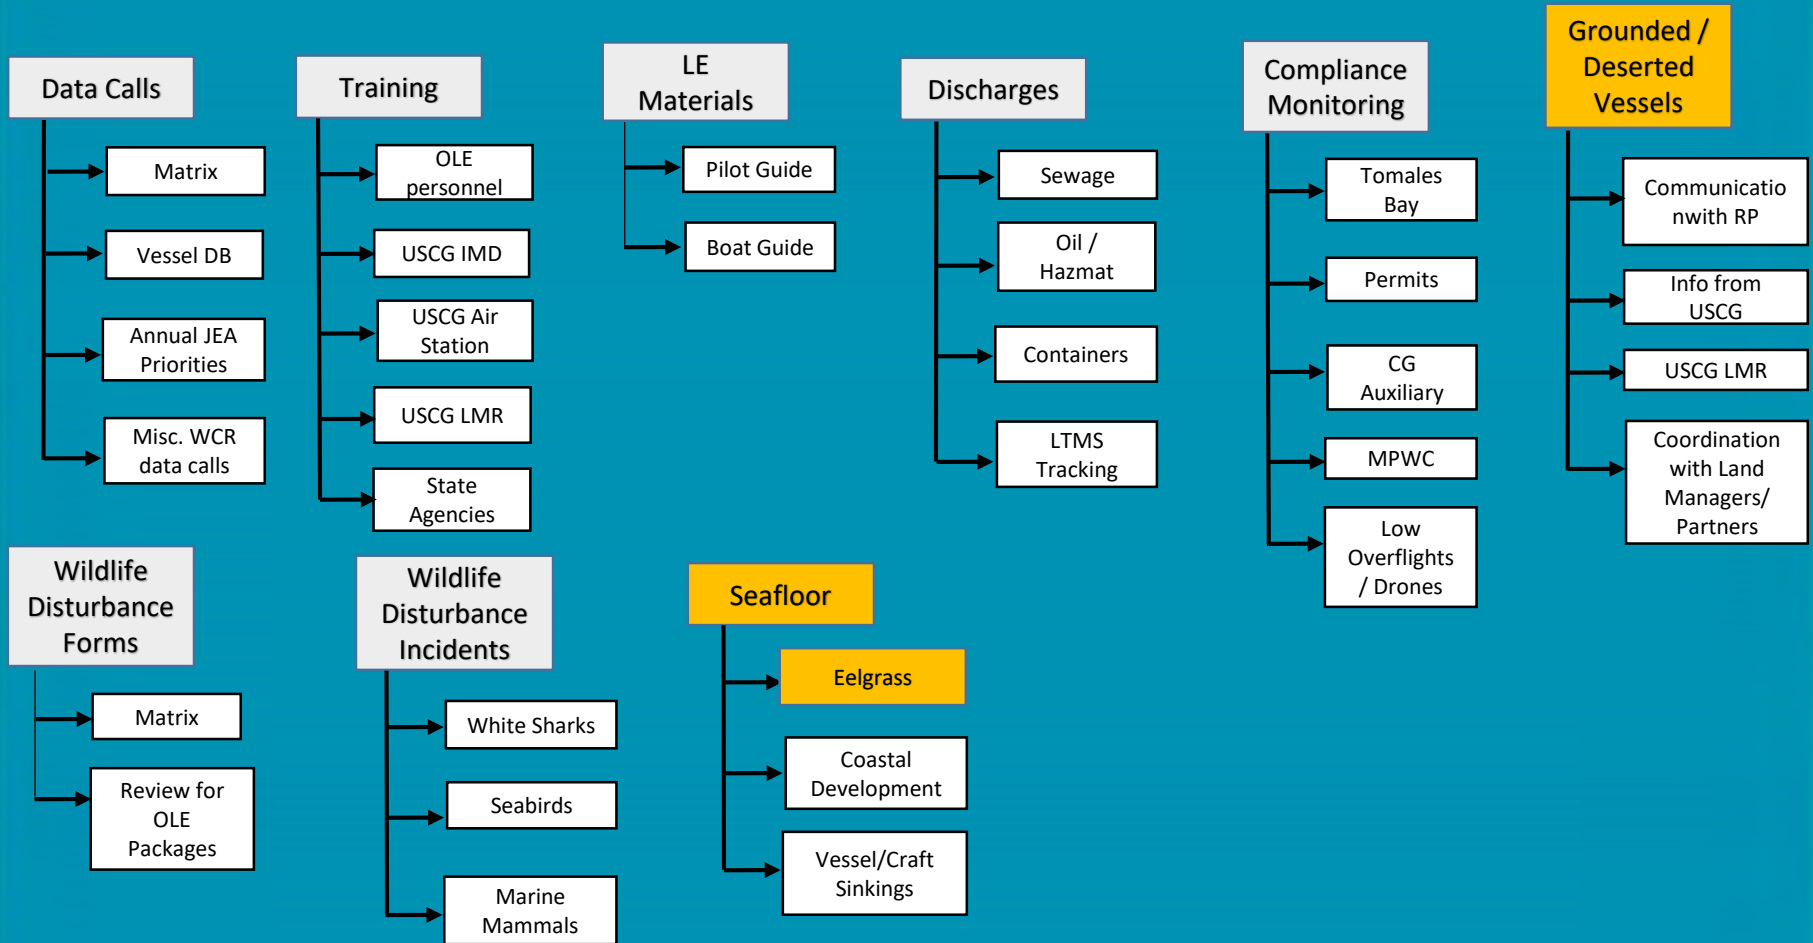 Data Calls
Matrix
Vessel DB
Annual JEA
Priorities
Misc. WCR
data calls
Training
OLE
personnel
USCG IMD
USCG Air
Station
USCG LMR
State
Agencies
LE
Materials
Pilot Guide
Boat Guide
Discharges
Sewage
Oil /
Hazmat
Containers
LTMS
Tracking
Compliance
Monitoring
Tomales
Bay
Permits
CG
Auxiliary
MPWC
Low
Overflights
/ Drones
Grounded /
Deserted
Vessels
Communicatio
nwith RP
Info from
USCG
USCG LMR
Coordination
with Land
Managers/
Partners
Wildlife
Disturbance
Forms
Matrix
Review for
OLE
Packages
Wildlife
Disturbance
Incidents
White Sharks
Seabirds
Marine
Mammals
Seafloor
Eelgrass
Coastal
Development
Vessel/Craft
Sinkings